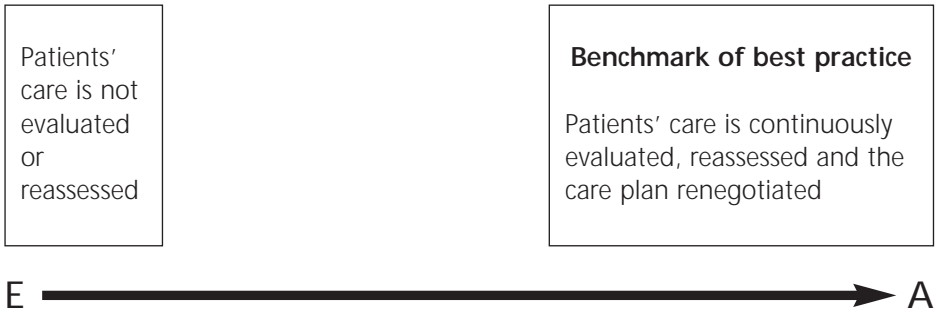 Patients’
care is not
evaluated
or
reassessed
Benchmark of best practice
Patients’ care is continuously
evaluated, reassessed and the
care plan renegotiated
E
A